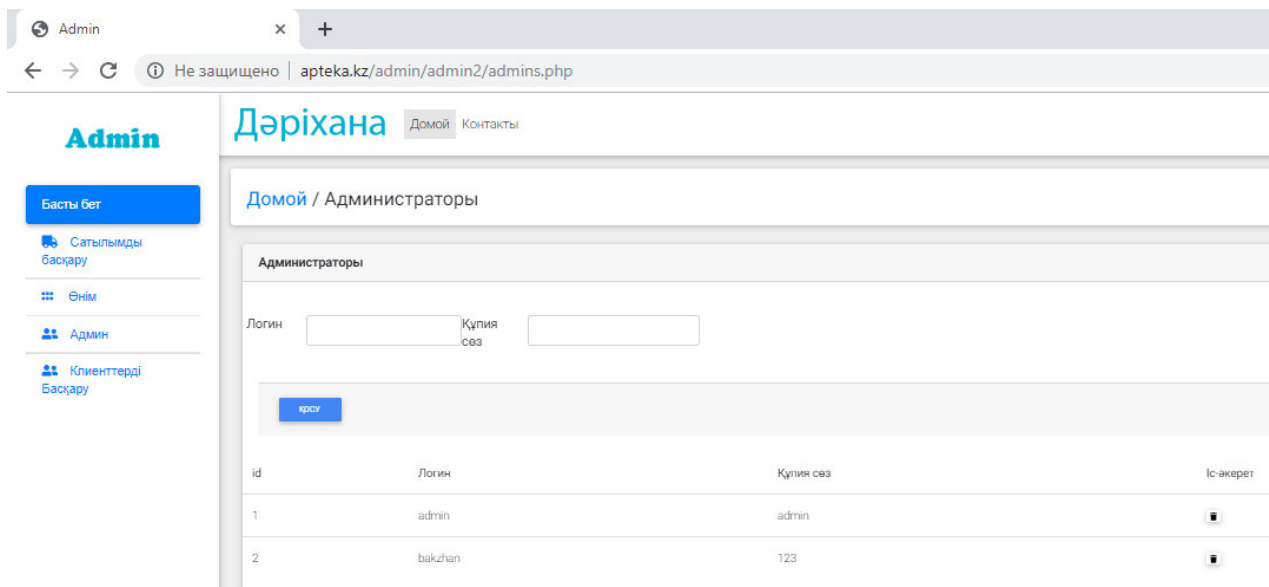 Admin
Не защищено | apteka.kz/admin/admin2/admins.php
Admin
Дәріхана Домой Контакты
Басты бет
Сатылымды
басқару
Өнім
Админ
Клиенттерді
Басқару
Домой / Администраторы
Администраторы
Логин
Құпия
сөз
ҚОСУ
id Логин Құпия сөз Іс-әкерет
1 admin admin
2 bakzhan 123